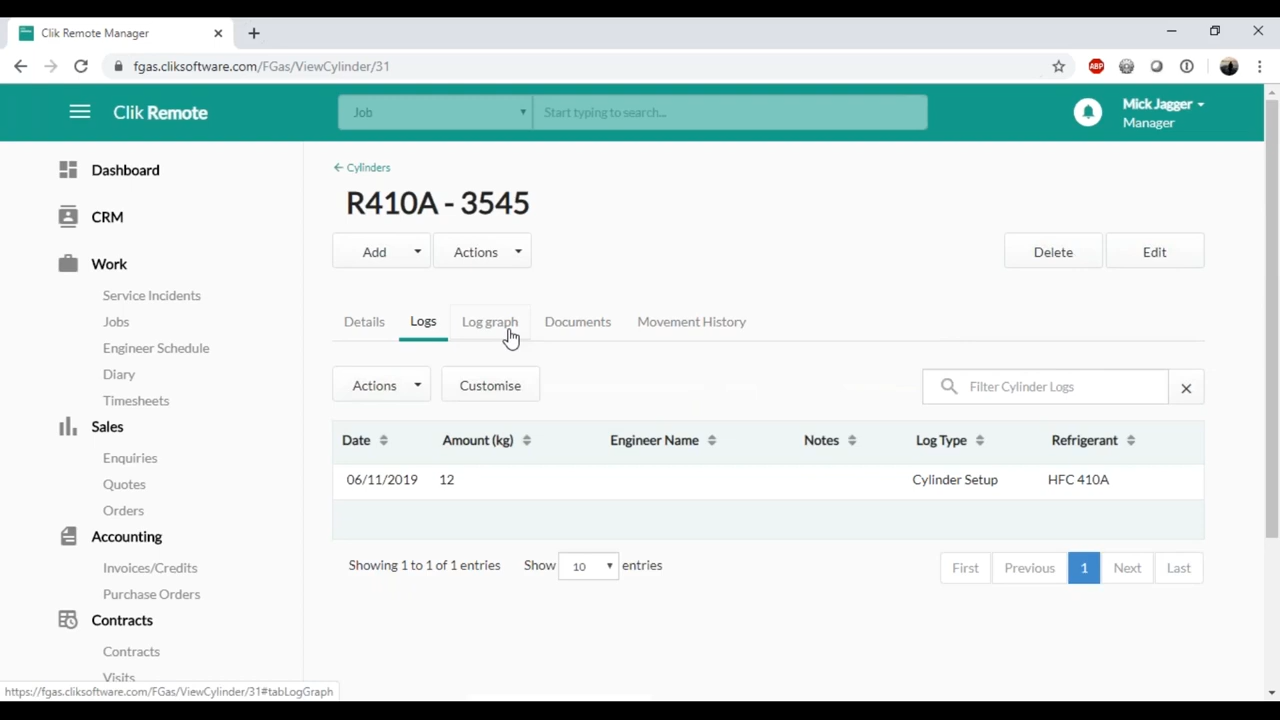 Clik Remote Manager
fgas.cliksoftware.com/FGas/ViewCylinder/31
ABP
Clik Remote
Job
Start typing to search...
Mick Jagger
Manager
Dashboard
CRM
Work
Service Incidents
Jobs
Engineer Schedule
Diary
Timesheets
Sales
Enquiries
Quotes
Orders
Accounting
Invoices/Credits
Purchase Orders
Contracts
Contracts
Visits
Cylinders
R410A - 3545
Add
Actions
Delete
Edit
Details Logs Log graph Documents Movement History
Actions
Customise
Filter Cylinder Logs
Date Amount (kg) Engineer Name Notes Log Type Refrigerant
06/11/2019 12 Cylinder Setup HFC 410A
Showing 1 to 1 of 1 entries Show 10 entries
First Previous 1 Next Last
https://fgas.cliksoftware.com/FGas/ViewCylinder/31#tabLogGraph